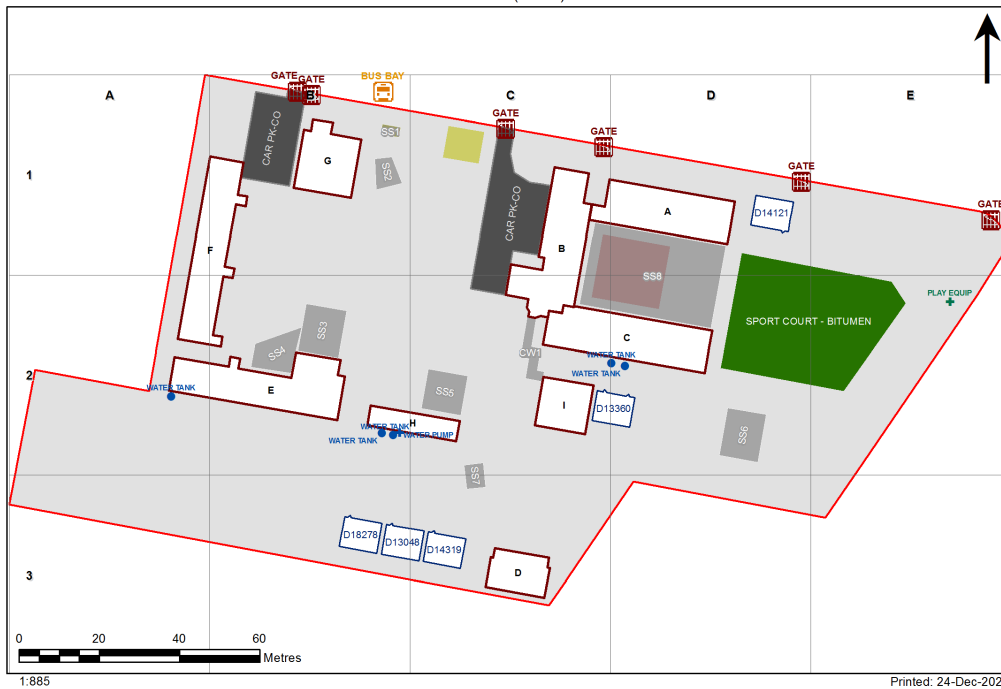 GATE
GATE
BUS BAY
A
B
C
D
E
GATE
GATE
GATE
GATE
CAR PK-CO
G
SS1
SS2
1
CAR PK-CO
A
D14121
F
B
SS8
PLAY EQUIP
SPORT COURT - BITUMEN
SS3
SS4
CW1
C
WATER TANK
WATER TANK
2
WATER TANK
E
SS5
I
D13360
H
WATER TANK
WATER TANK
WATER PUMP
SS6
SS7
D18278
D13048
D14319
D
3
0
20
40
60
Metres
1:885
Printed: 24-Dec-202